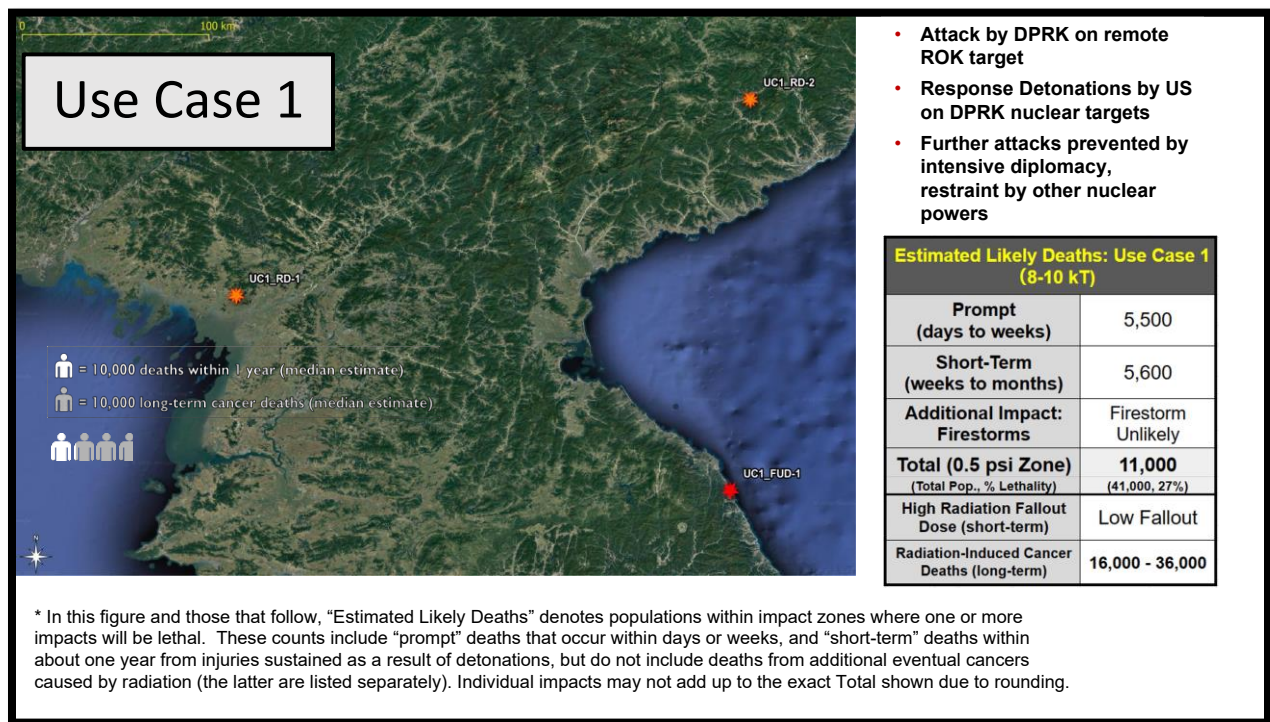 0 100 km
Use Case 1
UC1_RD-2
UC1_RD-1
= 10,000 deaths within 1 year (median estimate)
= 10,000 long-term cancer deaths (median estimate)
UC1_FUD-1
N
• Attack by DPRK on remote
ROK target
• Response Detonations by US
on DPRK nuclear targets
• Further attacks prevented by
intensive diplomacy,
restraint by other nuclear
powers
Estimated Likely Deaths: Use Case 1
(8-10 kT)
Prompt
(days to weeks)
5,500
Short-Term
(weeks to months)
5,600
Additional Impact:
Firestorms
Firestorm
Unlikely
Total (0.5 psi Zone)
11,000
(Total Pop., % Lethality)
(41,000, 27%)
High Radiation Fallout
Dose (short-term)
Low Fallout
Radiation-Induced Cancer
Deaths (long-term)
16,000 - 36,000
* In this figure and those that follow, “Estimated Likely Deaths” denotes populations within impact zones where one or more
impacts will be lethal. These counts include “prompt” deaths that occur within days or weeks, and “short-term” deaths within
about one year from injuries sustained as a result of detonations, but do not include deaths from additional eventual cancers
caused by radiation (the latter are listed separately). Individual impacts may not add up to the exact Total shown due to rounding.